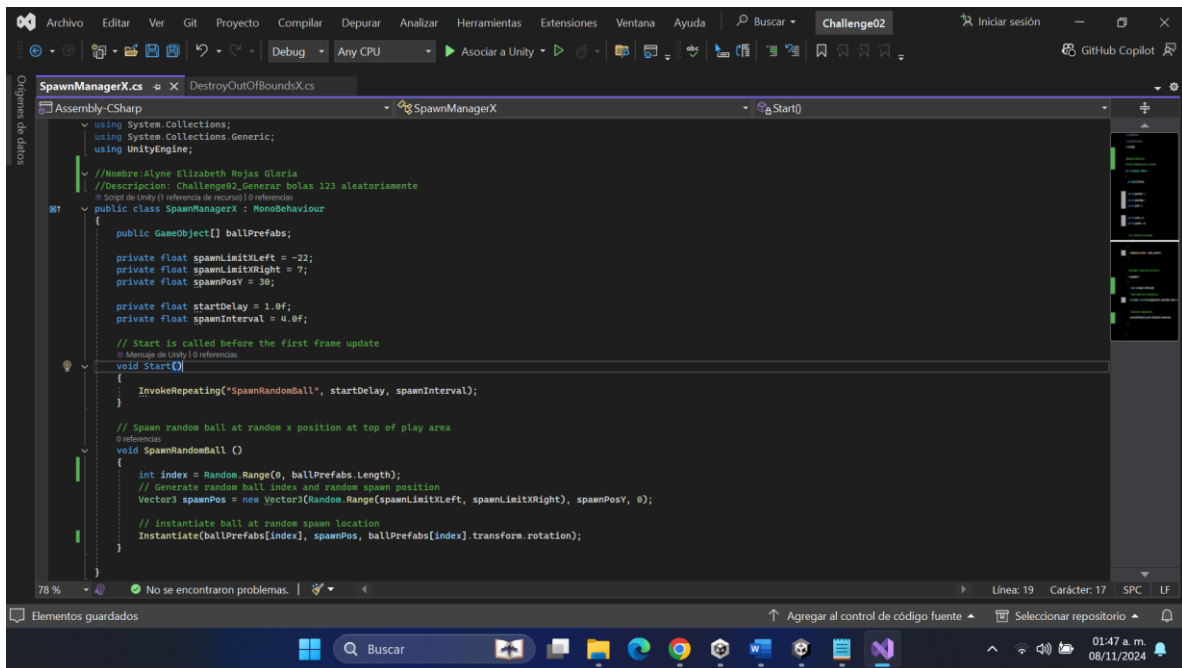 Archivo Editar Ver Git Proyecto Compilar Depurar Analizar Herramientas Extensiones Ventana Ayuda Buscar Challenge02 Iniciar sesión
Debug Any CPU Asociar a Unity GitHub Copilot
Orígenes de datos
SpawnManagerX.cs DestroyOutOfBoundsX.cs
Assembly-CSharp SpawnManagerX Start()
using System.Collections;
using System.Collections.Generic;
using UnityEngine;
//Nombre:Alyne Elizabeth Rojas Gloria
//Descripcion: Challenge02_Generar bolas 123 aleatoriamente
Script de Unity (1 referencia de recurso) | 0 referencias
public class SpawnManagerX : MonoBehaviour
{
public GameObject[] ballPrefabs;
private float spawnLimitXLeft = -22;
private float spawnLimitXRight = 7;
private float spawnPosY = 30;
private float startDelay = 1.0f;
private float spawnInterval = 4.0f;
// Start is called before the first frame update
Mensaje de Unity | 0 referencias
void Start()
{
InvokeRepeating("SpawnRandomBall", startDelay, spawnInterval);
}
// Spawn random ball at random x position at top of play area
0 referencias
void SpawnRandomBall ()
{
int index = Random.Range(0, ballPrefabs.Length);
// Generate random ball index and random spawn position
Vector3 spawnPos = new Vector3(Random.Range(spawnLimitXLeft, spawnLimitXRight), spawnPosY, 0);
// instantiate ball at random spawn location
Instantiate(ballPrefabs[index], spawnPos, ballPrefabs[index].transform.rotation);
}
}
78 % No se encontraron problemas. Línea: 19 Carácter: 17 SPC LF
Elementos guardados Agregar al control de código fuente Seleccionar repositorio
Buscar 01:47 a. m.
08/11/2024